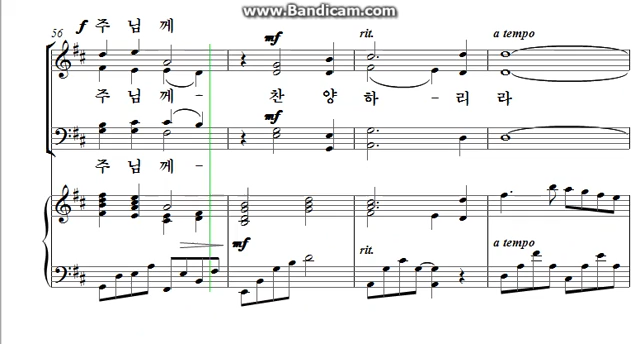 www.Bandicam.com
f 주 님 께
56 mf rit. a tempo
주 님 께 - 찬 양 하 - 리 라
mf
주 님 께 -
mf rit. a tempo